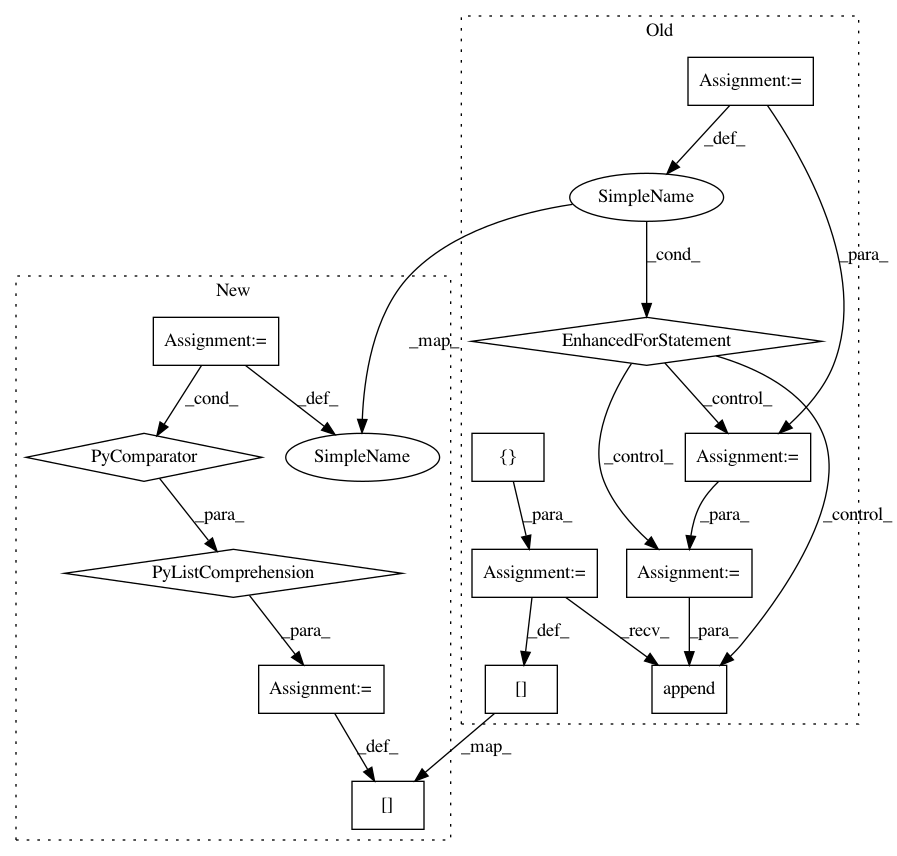 Old
Assignment:=
_def_
SimpleName
_cond_
_para_
New
Assignment:=
EnhancedForStatement
_map_
_cond_
_def_
_control_
PyComparator
SimpleName
{}
Assignment:=
_control_
_para_
_para_
_para_
_control_
PyListComprehension
Assignment:=
Assignment:=
_para_
_def_
_recv_
_para_
Assignment:=
[]
append
_def_
_map_
[]